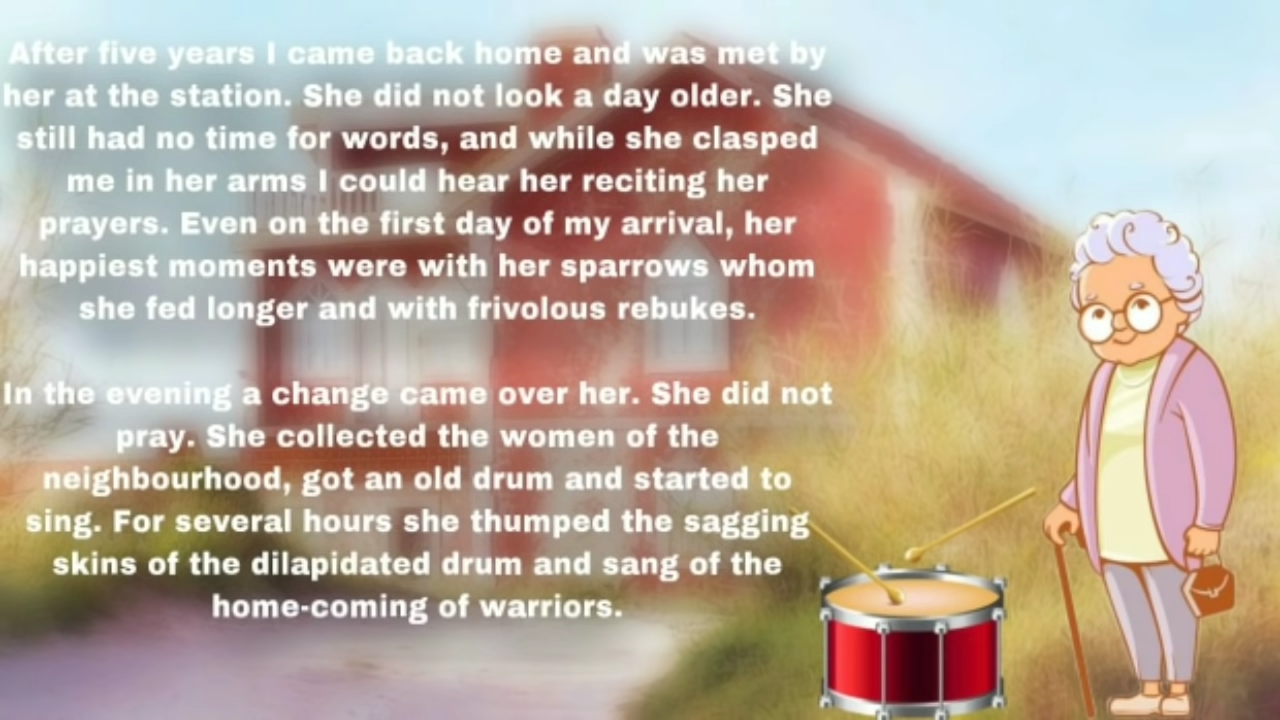 After five years I came back home and was met by
her at the station. She did not look a day older. She
still had no time for words, and while she clasped
me in her arms I could hear her reciting her
prayers. Even on the first day of my arrival, her
happiest moments were with her sparrows whom
she fed longer and with frivolous rebukes.
In the evening a change came over her. She did not
pray. She collected the women of the
neighbourhood, got an old drum and started to
sing. For several hours she thumped the sagging
skins of the dilapidated drum and sang of the
home-coming of warriors.